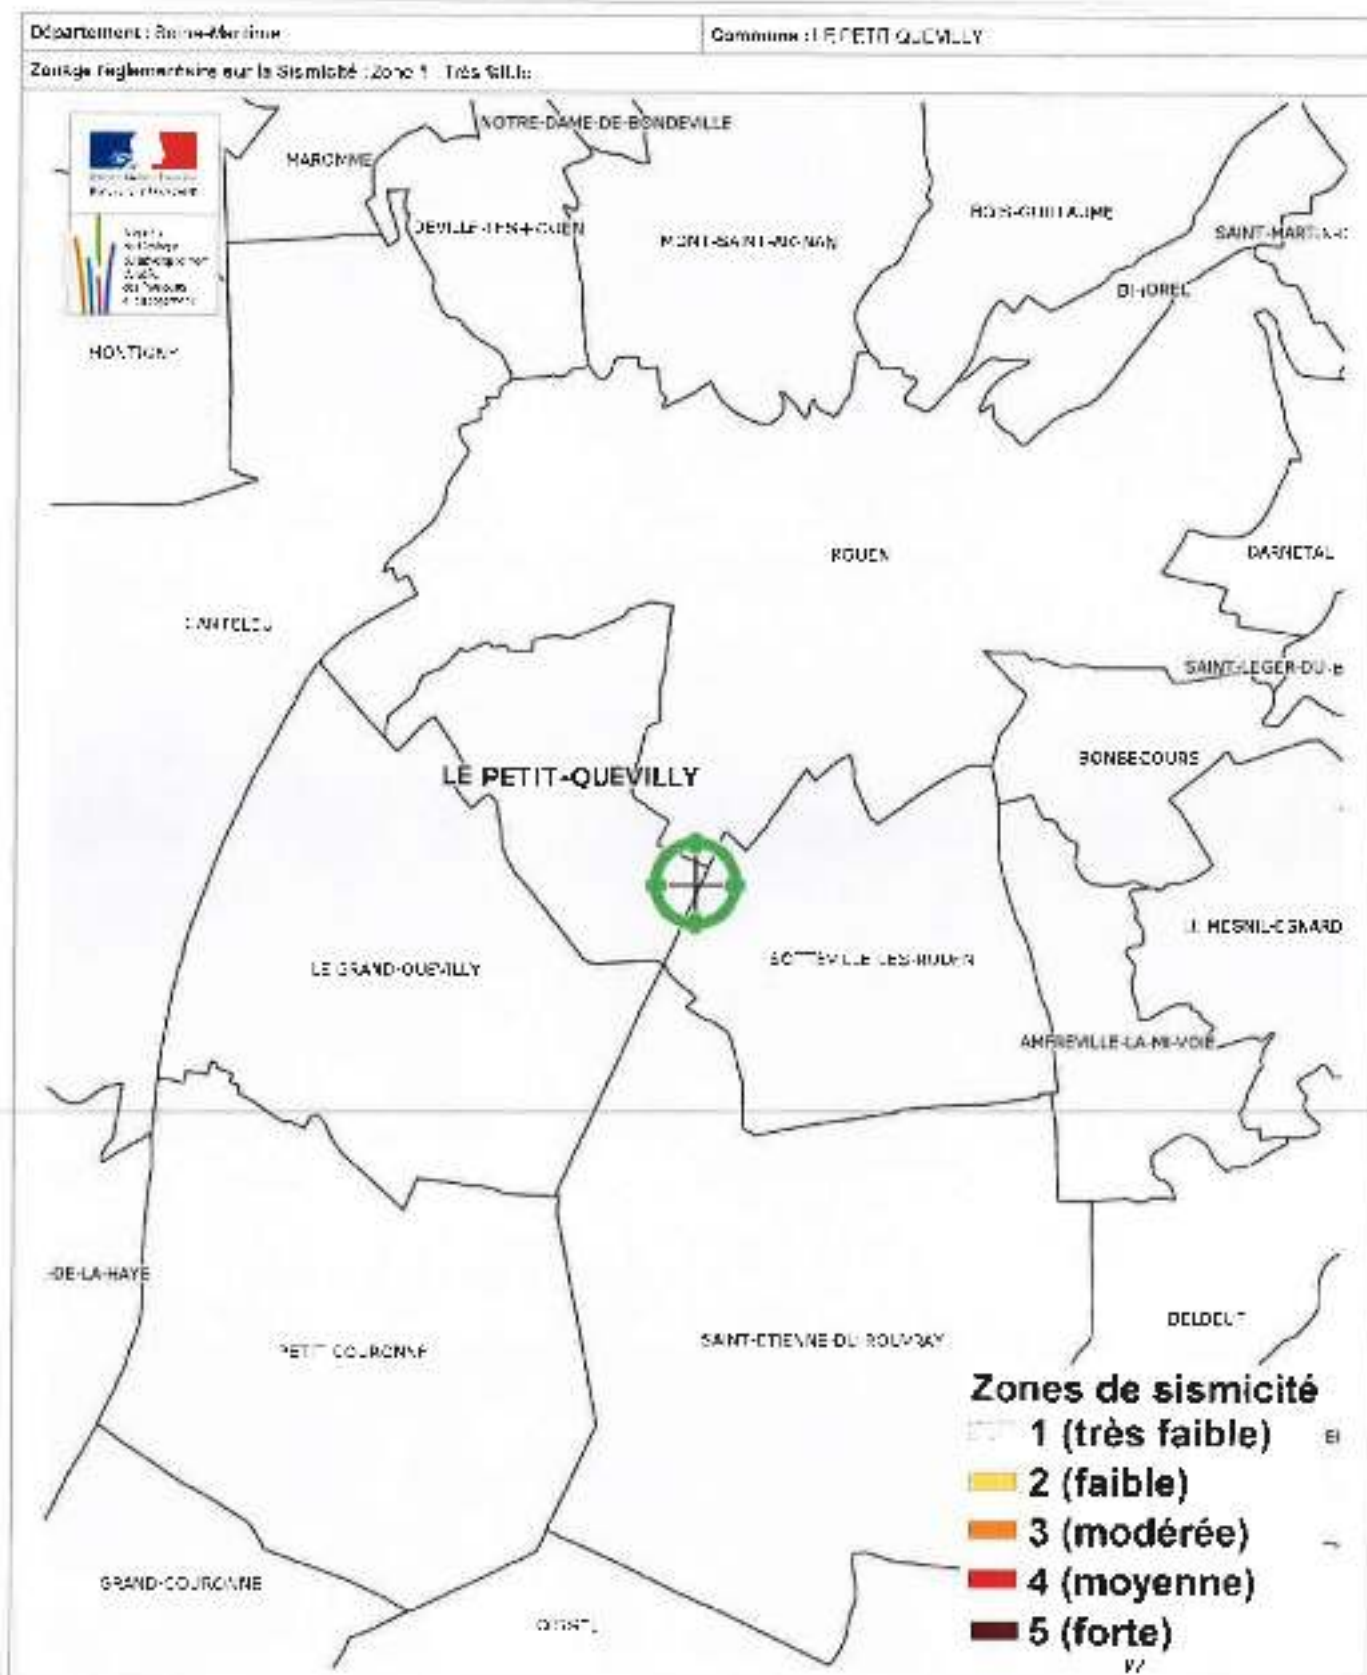 Département : Seine-Maritime
Commune : LE PETIT QUEVILLY
Zonage réglementaire sur la Sismicité : Zone 1 - Très faible
NOTRE-DAME-DE-BONDEVILLE
MAROMME
BOIS-GUILLAUME
DEVILLE-LES-ROUEN
MONT-SAINT-AIGNAN
SAINT-MARTIN-D
BIHOREL
MONTIGNY
ROUEN
DARNETAL
CANTELEU
SAINT-LEGER-DU-B
BONSECOURS
LE PETIT-QUEVILLY
LE MESNIL-ESNARD
LE GRAND-QUEVILLY
SOTTEVILLE-LES-ROUEN
AMFREVILLE-LA-MI-VOIE
-DE-LA-HAYE
BELBEUF
SAINT-ETIENNE-DU-ROUVRAY
PETIT-COURONNE
Zones de sismicité
1 (très faible)
2 (faible)
3 (modérée)
4 (moyenne)
5 (forte)
GRAND-COURONNE
OISSEL